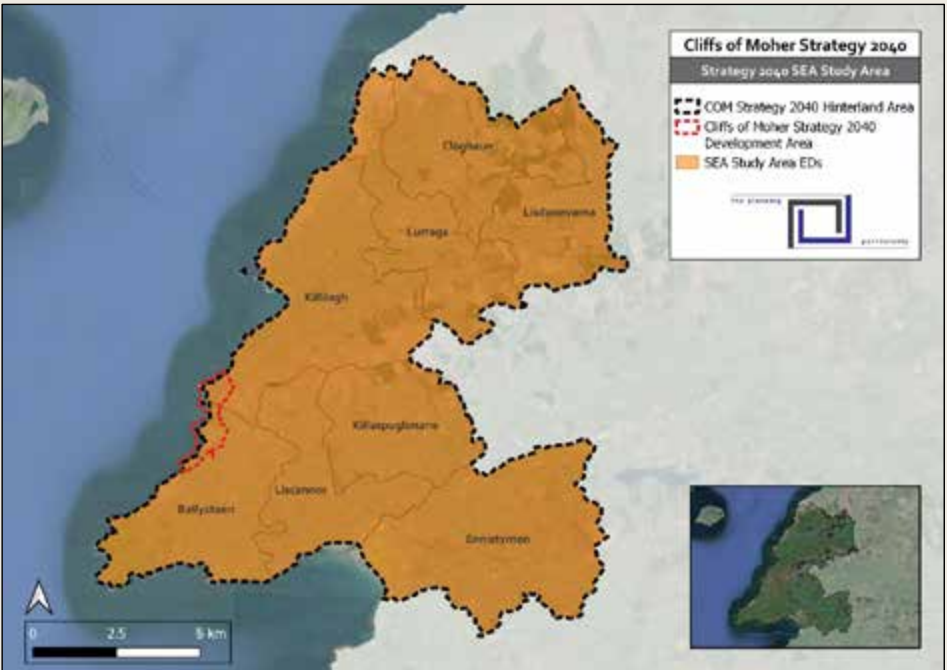 Cliffs of Moher Strategy 2040
Strategy 2040 SEA Study Area
COM Strategy 2040 Hinterland Area
Cliffs of Moher Strategy 2040
Development Area
SEA Study Area EDs
the planning
partnership
Cloghaun
Lisdoonvarna
Lurraga
Killilagh
Killaspuglonane
Liscannor
Ballysteen
Ennistymon
0 2.5 5 km